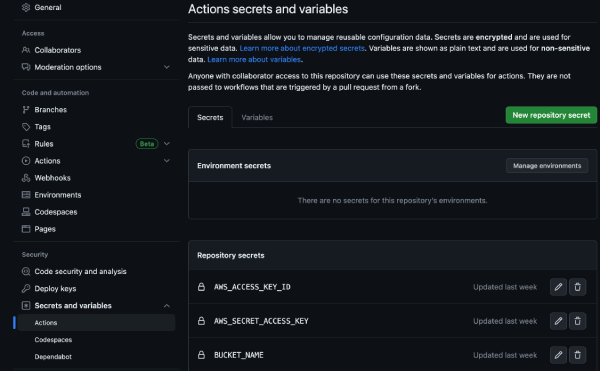 General
Access
Collaborators
Moderation options
Code and automation
Branches
Tags
Rules Beta
Actions
Webhooks
Environments
Codespaces
Pages
Security
Code security and analysis
Deploy keys
Secrets and variables
Actions
Codespaces
Dependabot
Actions secrets and variables
Secrets and variables allow you to manage reusable configuration data. Secrets are encrypted and are used for
sensitive data. Learn more about encrypted secrets. Variables are shown as plain text and are used for non-sensitive
data. Learn more about variables.
Anyone with collaborator access to this repository can use these secrets and variables for actions. They are not
passed to workflows that are triggered by a pull request from a fork.
Secrets Variables New repository secret
Environment secrets Manage environments
There are no secrets for this repository's environments.
Repository secrets
AWS_ACCESS_KEY_ID Updated last week
AWS_SECRET_ACCESS_KEY Updated last week
BUCKET_NAME Updated last week